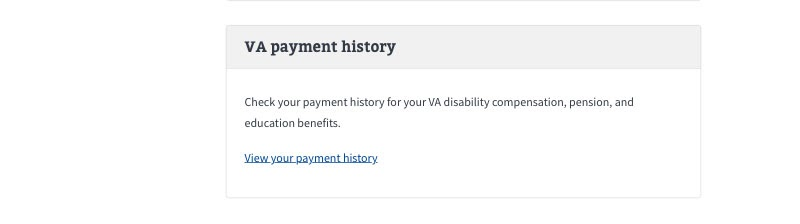 VA payment history
Check your payment history for your VA disability compensation, pension, and
education benefits.
View your payment history